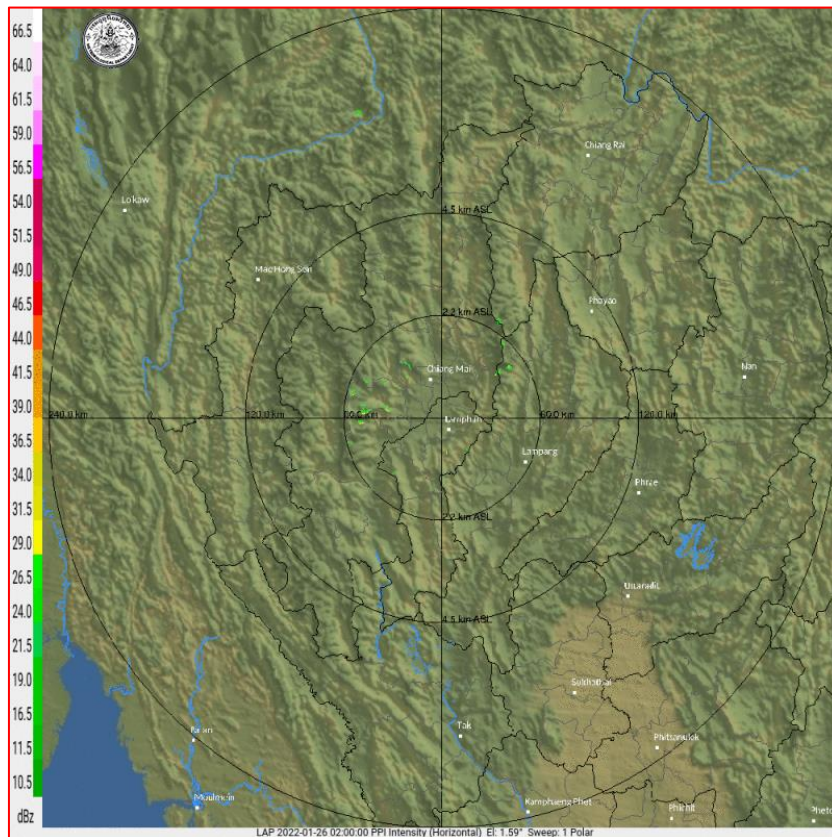 66.5
64.0
61.5
59.0
56.5
54.0
51.5
49.0
46.5
44.0
41.5
39.0
36.5
34.0
31.5
29.0
26.5
24.0
21.5
19.0
16.5
14.0
11.5
10.5
dBz
Chiang Rai
Loikaw
4.5 km ASL
Mae Hong Son
Phayao
2.2 km ASL
Chiang Mai
Nan
240.0 km
120.0 km
60.0 km
60.0 km
120.0 km
Lamphun
Lampang
Phrae
2.2 km ASL
Uttaradit
4.5 km ASL
Sukhothai
Tak
Phitsanulok
Moulmein
Kamphaeng Phet
Phichit
LAP 2022-01-26 02:00:00 PPI Intensity (Horizontal) El: 1.59° Sweep: 1 Polar